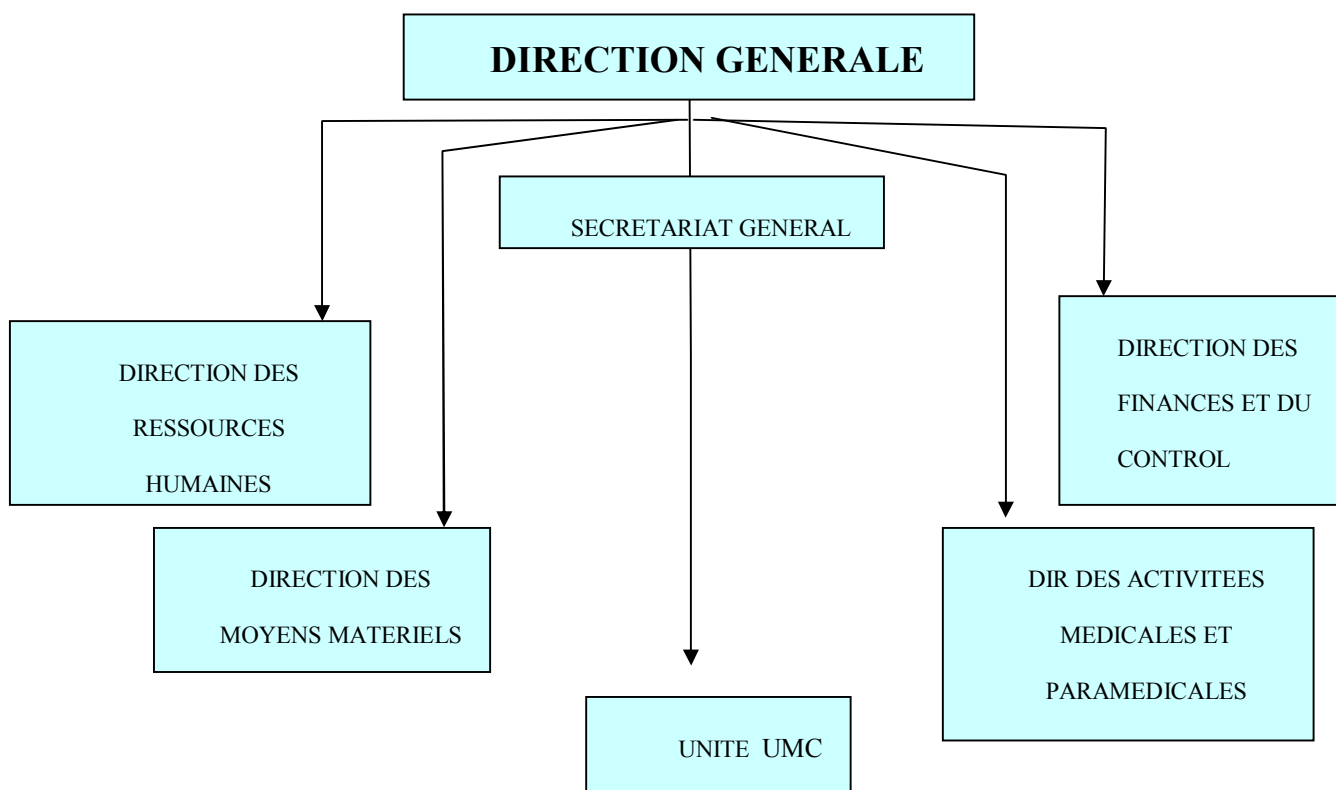 DIRECTION GENERALE
SECRETARIAT GENERAL
DIRECTION DES
RESSOURCES
HUMAINES
DIRECTION DES
FINANCES ET DU
CONTROL
DIRECTION DES
MOYENS MATERIELS
DIR DES ACTIVITEES
MEDICALES ET
PARAMEDICALES
UNITE UMC